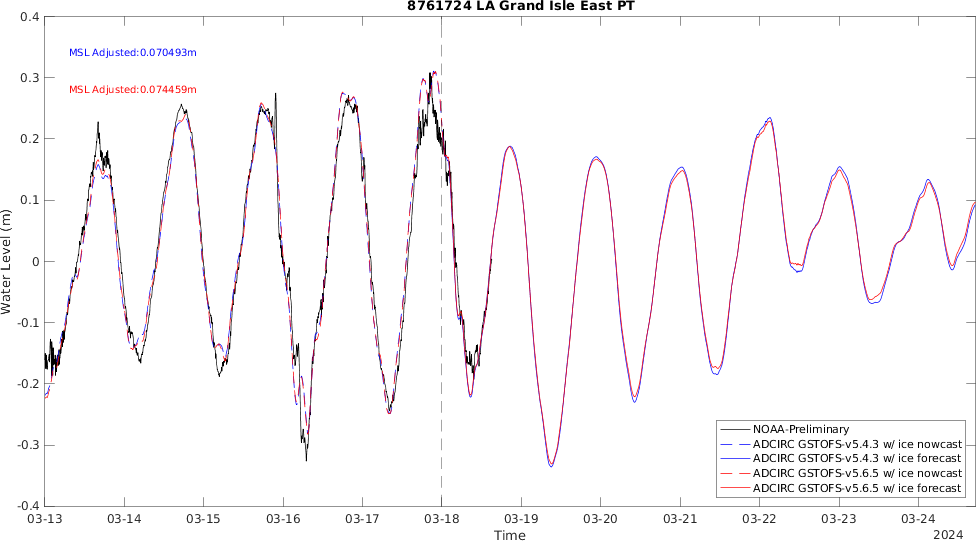 8761724 LA Grand Isle East PT
MSL Adjusted:0.070493m
MSL Adjusted:0.074459m
Water Level (m)
0.4
0.3
0.2
0.1
0
-0.1
-0.2
-0.3
-0.4
NOAA-Preliminary
ADCIRC GSTOFS-v5.4.3 w/ ice nowcast
ADCIRC GSTOFS-v5.4.3 w/ ice forecast
ADCIRC GSTOFS-v5.6.5 w/ ice nowcast
ADCIRC GSTOFS-v5.6.5 w/ ice forecast
03-13 03-14 03-15 03-16 03-17 03-18 03-19 03-20 03-21 03-22 03-23 03-24
Time
2024